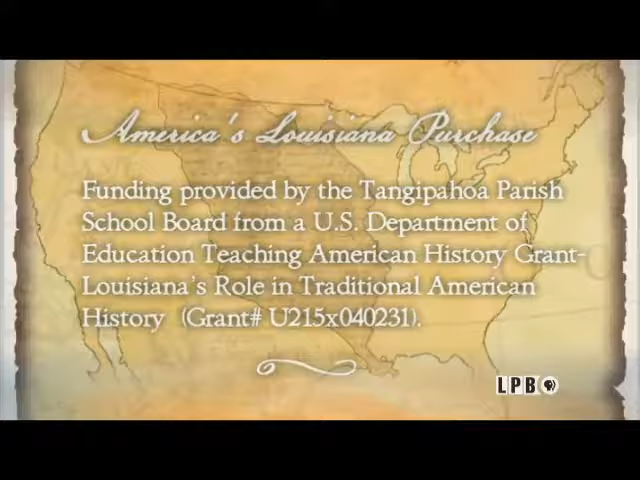 America's Louisiana Purchase
Funding provided by the Tangipahoa Parish
School Board from a U.S. Department of
Education Teaching American History Grant-
Louisiana's Role in Traditional American
History (Grant# U215x040231).
LPB